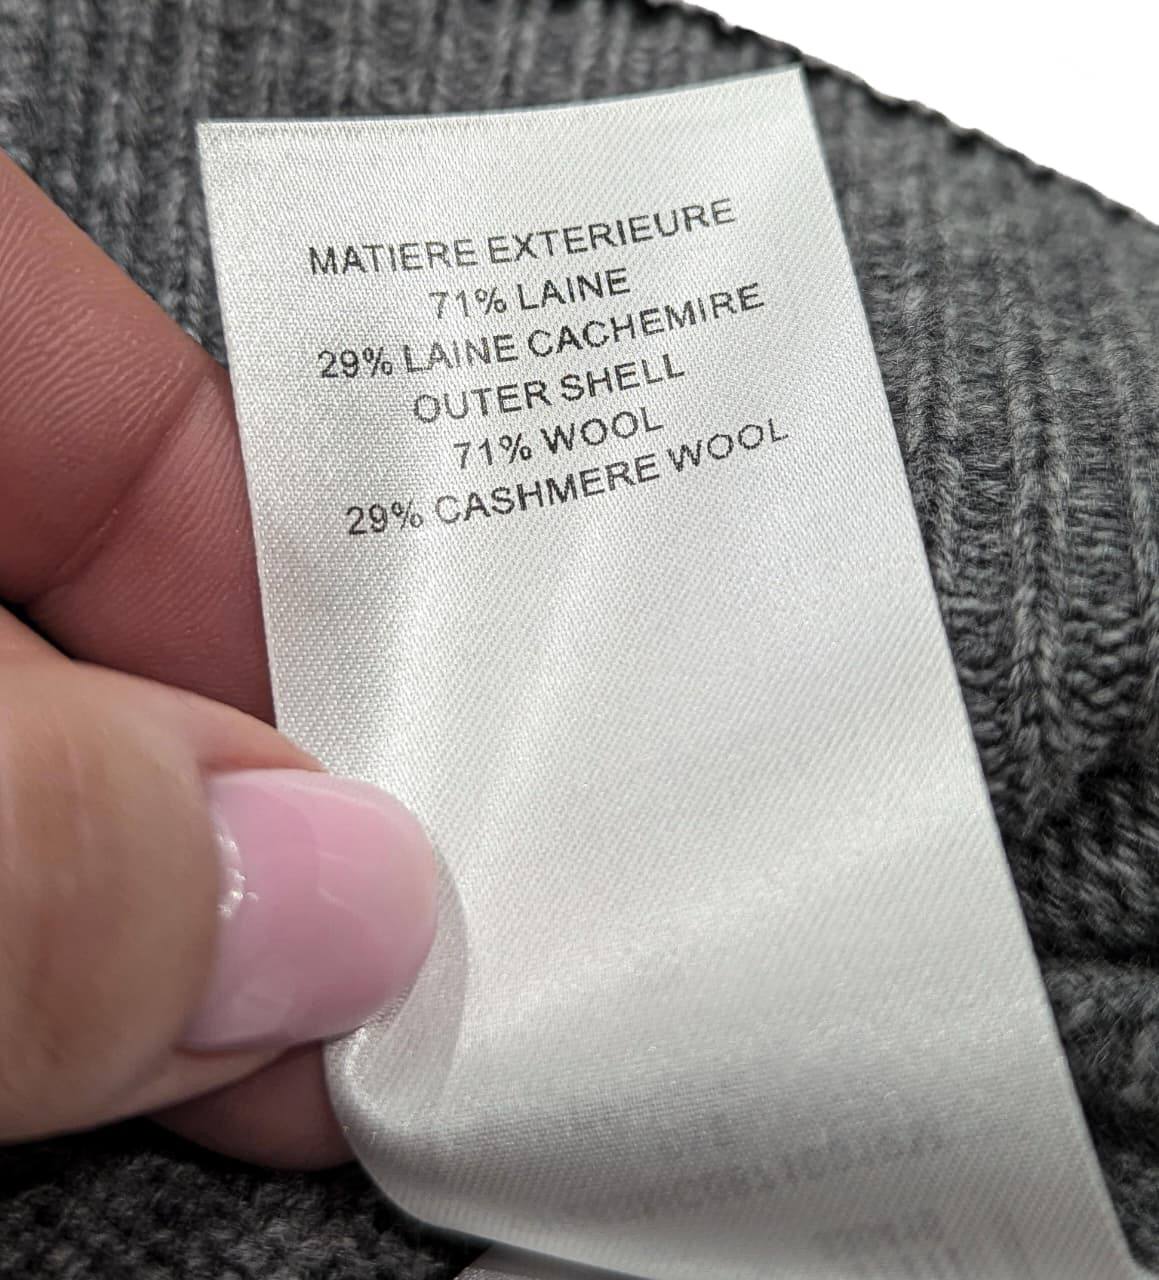 MATIERE EXTERIEURE
71% LAINE
29% LAINE CACHEMIRE
OUTER SHELL
71% WOOL
29% CASHMERE WOOL